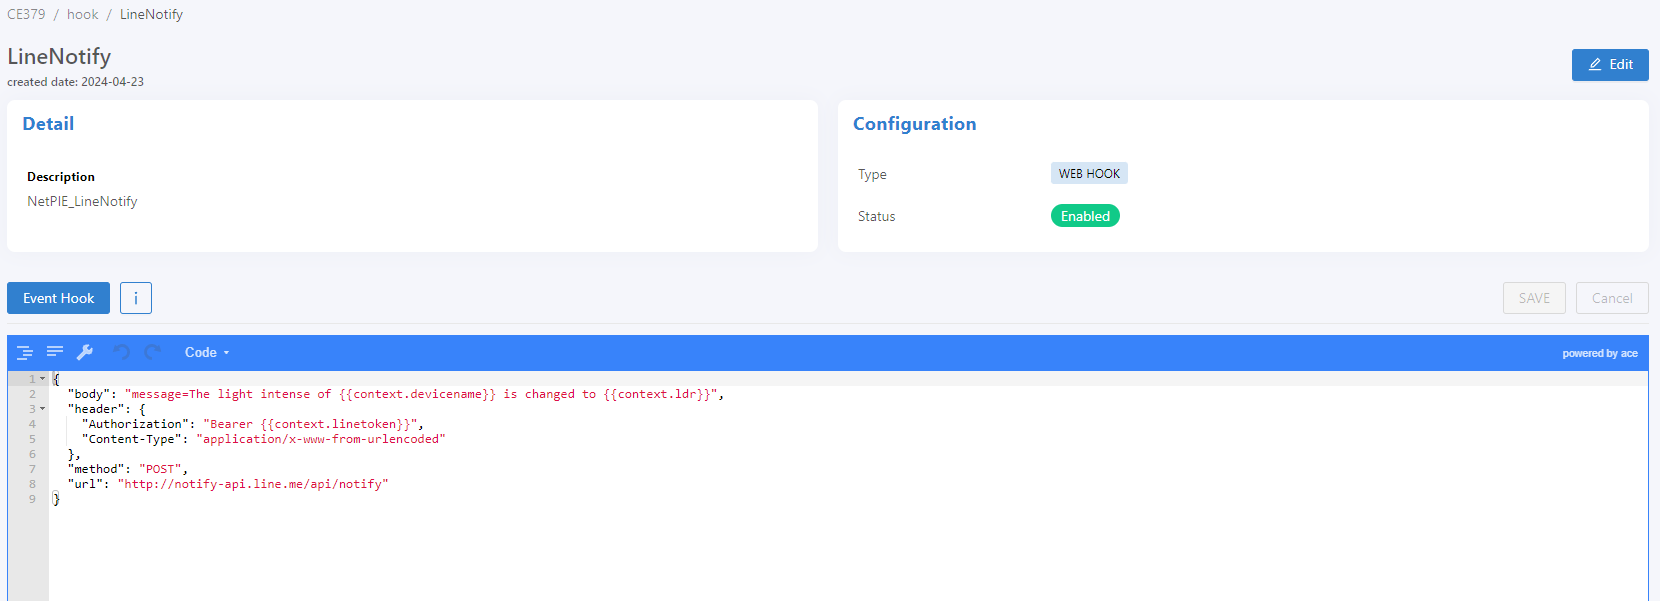 CE379 / hook / LineNotify
LineNotify
created date: 2024-04-23
Edit
Detail
Description
NetPIE_LineNotify
Configuration
Type WEB HOOK
Status Enabled
Event Hook i SAVE Cancel
Code powered by ace
1 {
2 "body": "message=The light intense of {{context.devicename}} is changed to {{context.ldr}}",
3 "header": {
4 "Authorization": "Bearer {{context.linetoken}}",
5 "Content-Type": "application/x-www-from-urlencoded"
6 },
7 "method": "POST",
8 "url": "http://notify-api.line.me/api/notify"
9 }